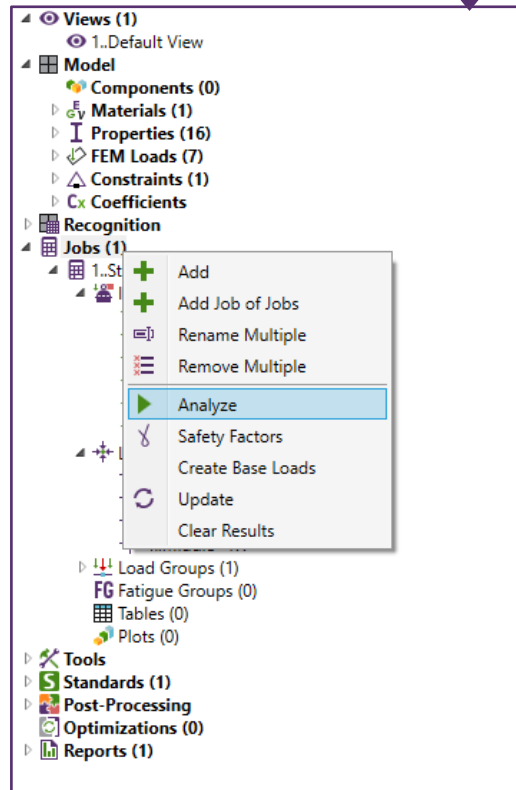 Views (1)
1..Default View
Model
Components (0)
Materials (1)
Properties (16)
FEM Loads (7)
Constraints (1)
Cx Coefficients
Recognition
Jobs (1)
1..St
Add
Add Job of Jobs
Rename Multiple
Remove Multiple
Analyze
Safety Factors
Create Base Loads
Update
Clear Results
Load Groups (1)
FG Fatigue Groups (0)
Tables (0)
Plots (0)
Tools
S Standards (1)
Post-Processing
Optimizations (0)
Reports (1)